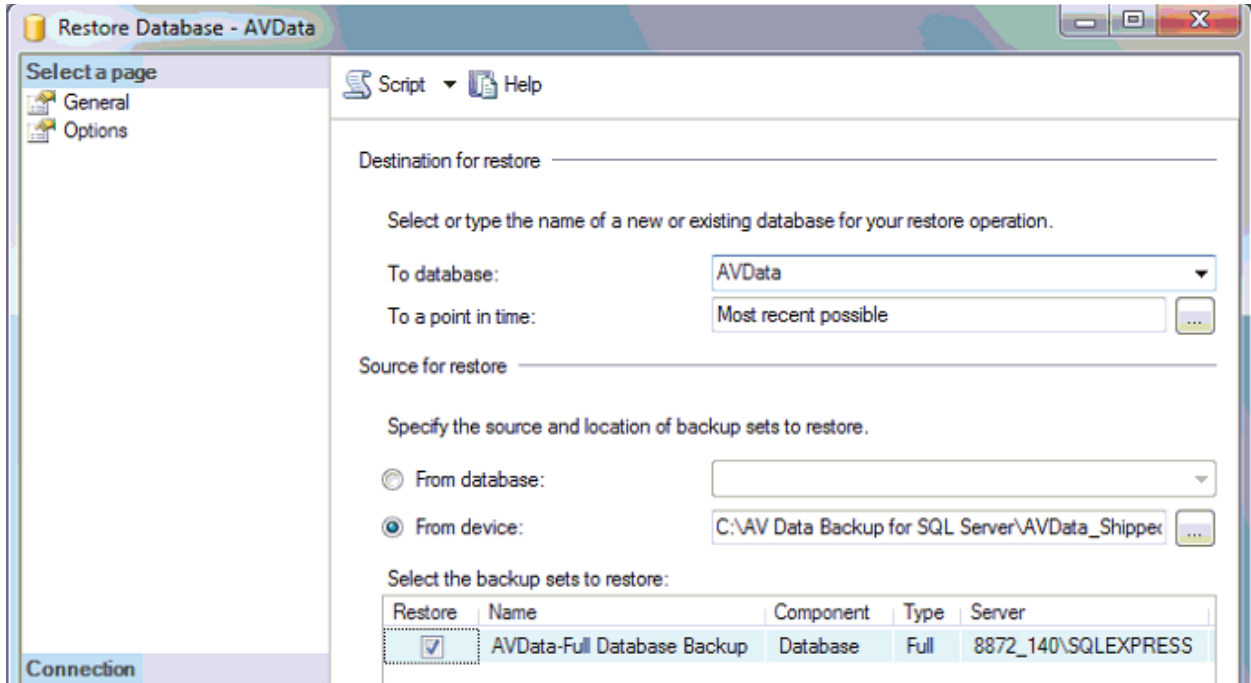 Restore Database - AVData
Select a page
General
Options
Script Help
Destination for restore
Select or type the name of a new or existing database for your restore operation.
To database: AVData
To a point in time: Most recent possible ...
Source for restore
Specify the source and location of backup sets to restore.
From database:
From device: C:\AV Data Backup for SQL Server\AVData_Shipped ...
Select the backup sets to restore:
Restore Name Component Type Server
AVData-Full Database Backup Database Full 8872_140\SQLEXPRESS
Connection